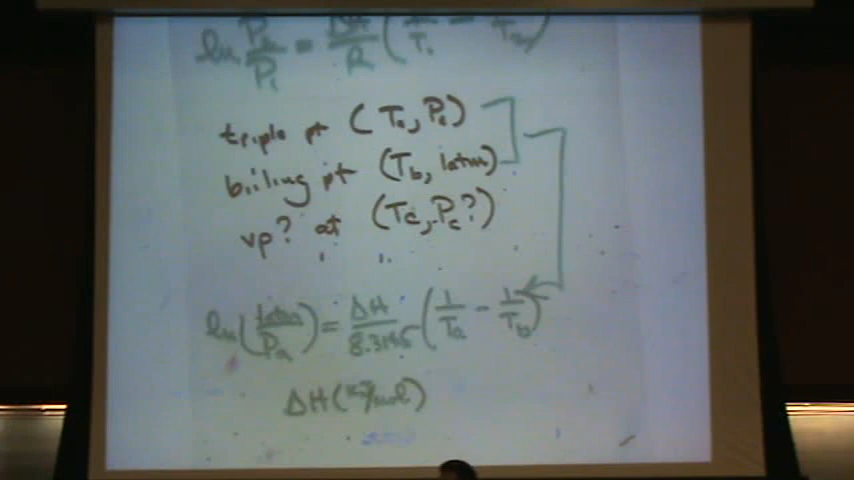 ln P₂/P₁ = ΔH/R (1/T₁ - 1/T₂)
triple pt (Ta, Pa)
boiling pt (Tb, 1atm)
vp? at (Tc, Pc?)
ln(1atm/Pa) = ΔH/8.3145 (1/Ta - 1/Tb)
ΔH (kJ/mol)